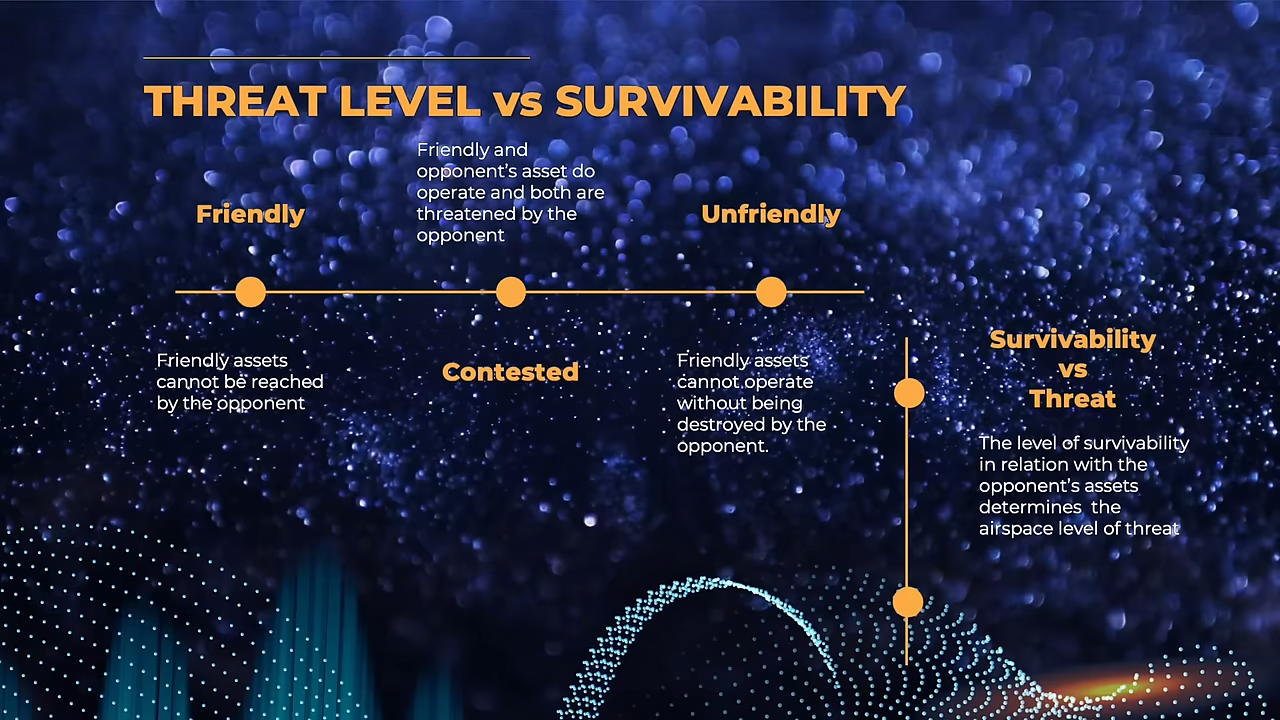 THREAT LEVEL vs SURVIVABILITY
Friendly
Friendly assets
cannot be reached
by the opponent
Friendly and
opponent's asset do
operate and both are
threatened by the
opponent
Contested
Unfriendly
Friendly assets
cannot operate
without being
destroyed by the
opponent.
Survivability
vs
Threat
The level of survivability
in relation with the
opponent's assets
determines  the
airspace level of threat